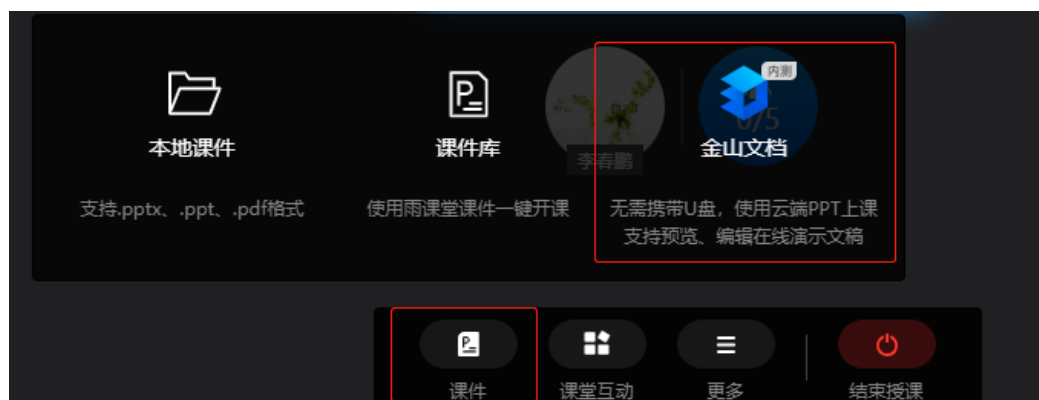 内测
0/5
本地课件
课件库
金山文档
李春鹏
支持.pptx、.ppt、.pdf格式
使用雨课堂课件一键开课
无需携带U盘，使用云端PPT上课
支持预览、编辑在线演示文稿
课件
课堂互动
更多
结束授课